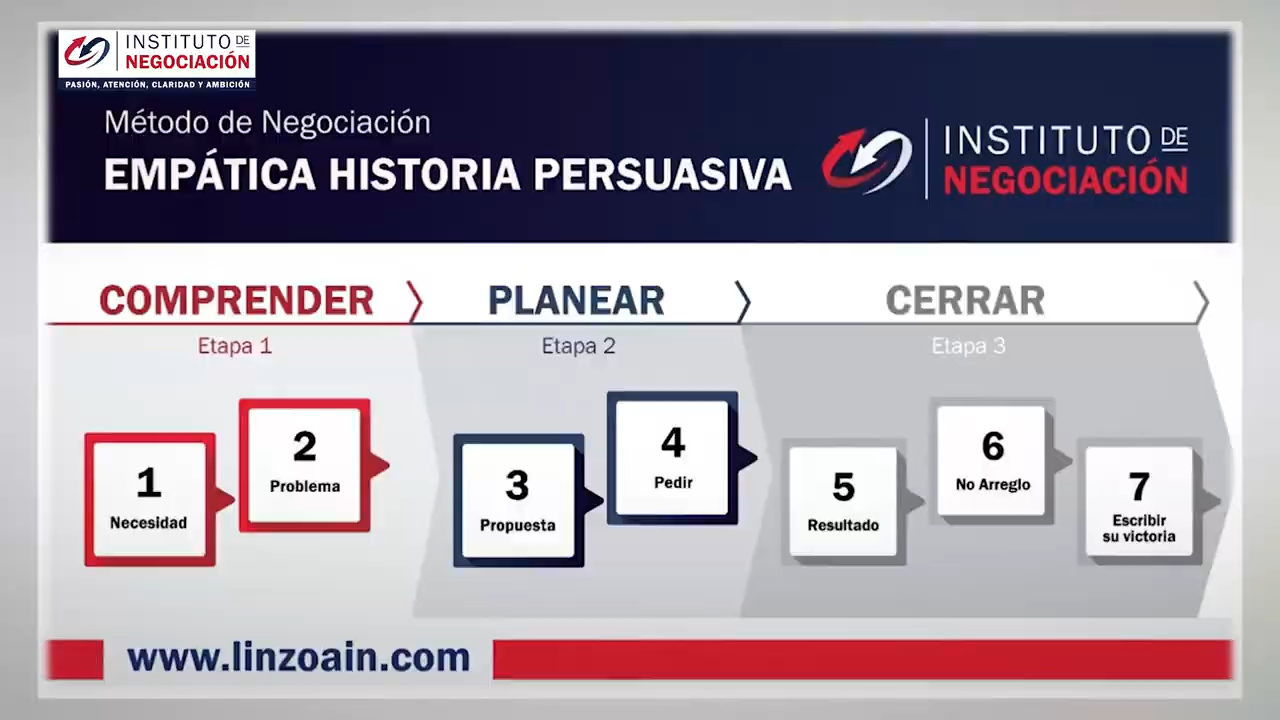 INSTITUTO DE
NEGOCIACIÓN
PASIÓN, ATENCIÓN, CLARIDAD Y AMBICIÓN
Método de Negociación
EMPÁTICA HISTORIA PERSUASIVA
INSTITUTO DE
NEGOCIACIÓN
COMPRENDER
Etapa 1
PLANEAR
Etapa 2
CERRAR
Etapa 3
1
Necesidad
2
Problema
3
Propuesta
4
Pedir
5
Resultado
6
No Arreglo
7
Escribir
su victoria
www.linzoain.com